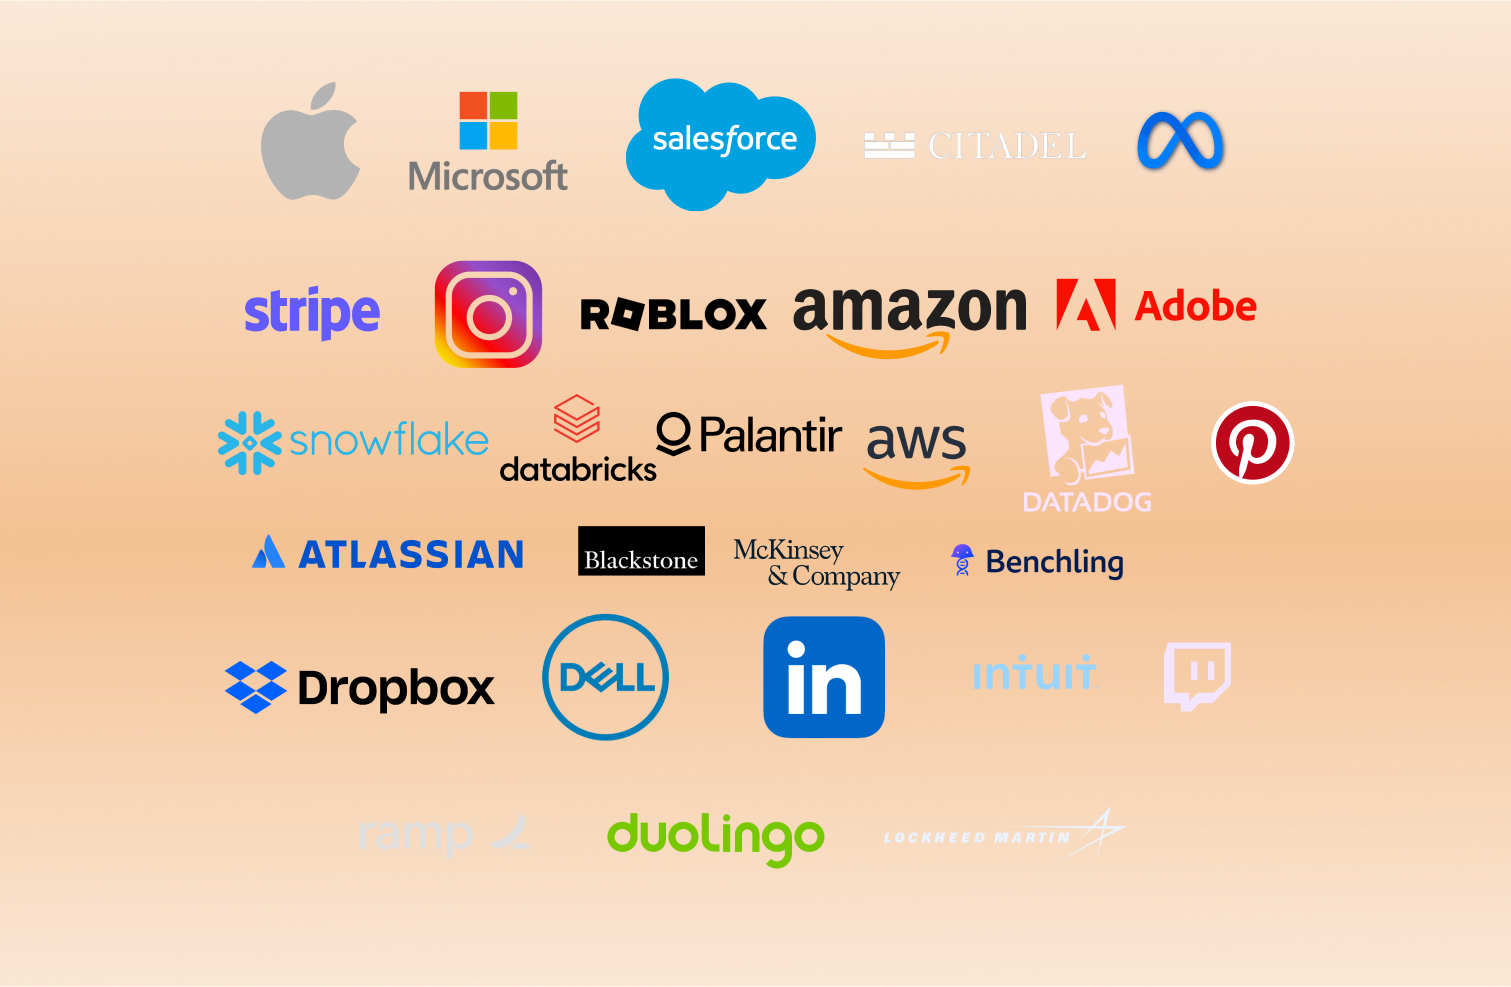 Microsoft
salesforce
CITADEL
stripe
ROBLOX
amazon
Adobe
snowflake
databricks
Palantir
aws
DATADOG
ATLASSIAN
Blackstone
McKinsey
& Company
Benchling
Dropbox
DELL
in
intuit
ramp
duolingo
LOCKHEED MARTIN